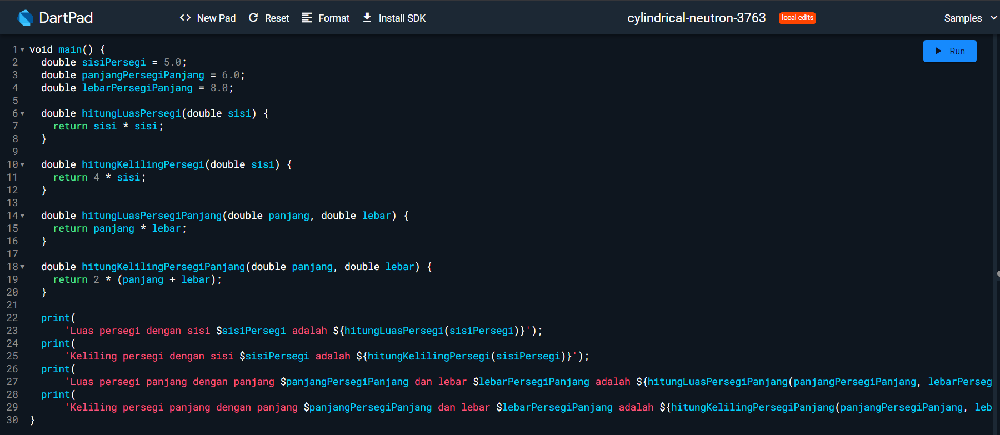 DartPad <> New Pad Reset Format Install SDK cylindrical-neutron-3763 local edits Samples
Run
1 void main() {
2   double sisiPersegi = 5.0;
3   double panjangPersegiPanjang = 6.0;
4   double lebarPersegiPanjang = 8.0;
5
6   double hitungLuasPersegi(double sisi) {
7     return sisi * sisi;
8   }
9
10   double hitungKelilingPersegi(double sisi) {
11     return 4 * sisi;
12   }
13
14   double hitungLuasPersegiPanjang(double panjang, double lebar) {
15     return panjang * lebar;
16   }
17
18   double hitungKelilingPersegiPanjang(double panjang, double lebar) {
19     return 2 * (panjang + lebar);
20   }
21
22   print(
23       'Luas persegi dengan sisi $sisiPersegi adalah ${hitungLuasPersegi(sisiPersegi)}');
24   print(
25       'Keliling persegi dengan sisi $sisiPersegi adalah ${hitungKelilingPersegi(sisiPersegi)}');
26   print(
27       'Luas persegi panjang dengan panjang $panjangPersegiPanjang dan lebar $lebarPersegiPanjang adalah ${hitungLuasPersegiPanjang(panjangPersegiPanjang, lebarPerseg
28   print(
29       'Keliling persegi panjang dengan panjang $panjangPersegiPanjang dan lebar $lebarPersegiPanjang adalah ${hitungKelilingPersegiPanjang(panjangPersegiPanjang, leb
30 }